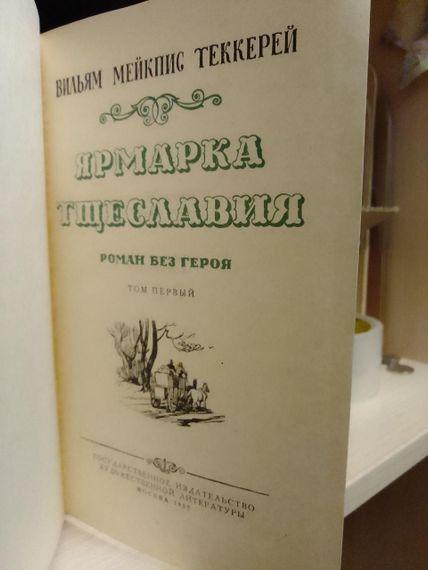 ВИЛЬЯМ МЕЙКПИС ТЕККЕРЕЙ
ЯРМАРКА
ТЩЕСЛАВИЯ
РОМАН БЕЗ ГЕРОЯ
ТОМ ПЕРВЫЙ
ГОСУДАРСТВЕННОЕ ИЗДАТЕЛЬСТВО
ХУДОЖЕСТВЕННОЙ ЛИТЕРАТУРЫ
МОСКВА